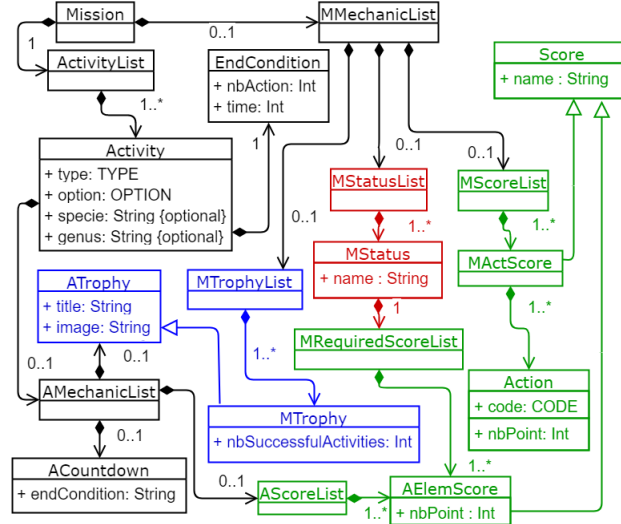 Mission
MMechanicList
0..1
1
ActivityList
1..*
EndCondition
+ nbAction: Int
+ time: Int
1
Score
+ name : String
Activity
+ type: TYPE
+ option: OPTION
+ specie: String {optional}
+ genus: String {optional}
0..1
0..1
0..1
MStatusList
1..*
MScoreList
1..*
MStatus
+ name : String
1
MActScore
1..*
ATrophy
+ title: String
+ image: String
MTrophyList
1..*
MRequiredScoreList
1..*
Action
+ code: CODE
+ nbPoint: Int
0..1
0..1
AMechanicList
0..1
MTrophy
+ nbSuccessfulActivities: Int
ACountdown
+ endCondition: String
0..1
AScoreList
1..*
AElemScore
+ nbPoint : Int